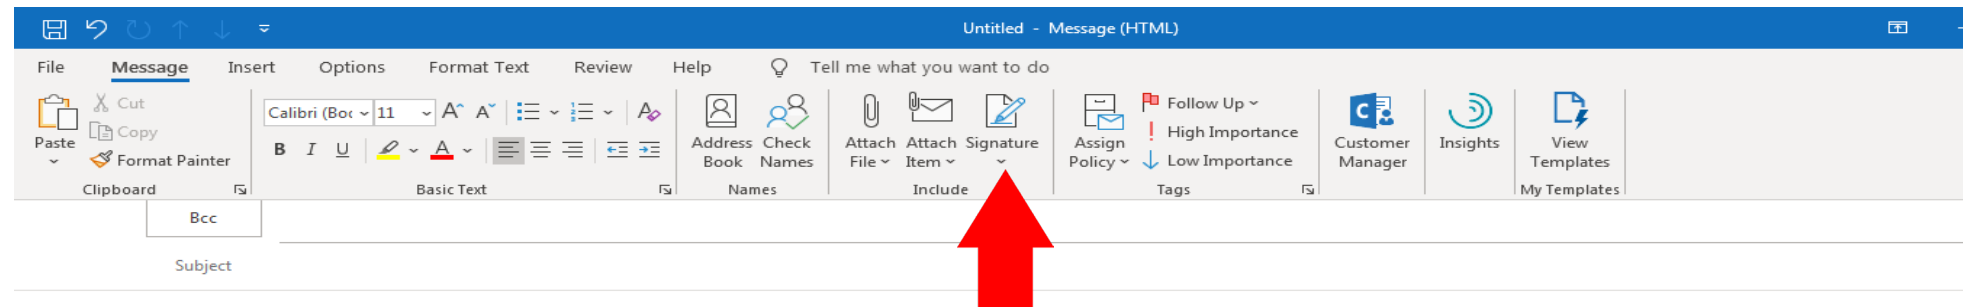 Untitled - Message (HTML)
File Message Insert Options Format Text Review Help Tell me what you want to do
Paste
Cut
Copy
Format Painter
Clipboard
Calibri (Boc 11
B I U
Basic Text
Address Book
Check Names
Names
Attach File
Attach Item
Signature
Include
Assign Policy
Follow Up
High Importance
Low Importance
Tags
Customer Manager
Insights
View Templates
My Templates
Bcc
Subject